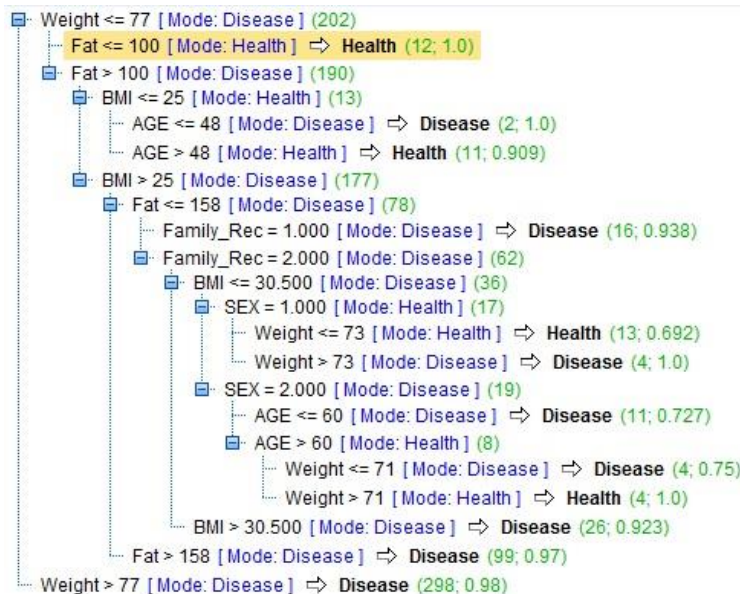 Weight <= 77 [ Mode: Disease ] (202)
Fat <= 100 [ Mode: Health ] ⇨ Health (12; 1.0)
Fat > 100 [ Mode: Disease ] (190)
BMI <= 25 [ Mode: Health ] (13)
AGE <= 48 [ Mode: Disease ] ⇨ Disease (2; 1.0)
AGE > 48 [ Mode: Health ] ⇨ Health (11; 0.909)
BMI > 25 [ Mode: Disease ] (177)
Fat <= 158 [ Mode: Disease ] (78)
Family_Rec = 1.000 [ Mode: Disease ] ⇨ Disease (16; 0.938)
Family_Rec = 2.000 [ Mode: Disease ] (62)
BMI <= 30.500 [ Mode: Disease ] (36)
SEX = 1.000 [ Mode: Health ] (17)
Weight <= 73 [ Mode: Health ] ⇨ Health (13; 0.692)
Weight > 73 [ Mode: Disease ] ⇨ Disease (4; 1.0)
SEX = 2.000 [ Mode: Disease ] (19)
AGE <= 60 [ Mode: Disease ] ⇨ Disease (11; 0.727)
AGE > 60 [ Mode: Health ] (8)
Weight <= 71 [ Mode: Disease ] ⇨ Disease (4; 0.75)
Weight > 71 [ Mode: Health ] ⇨ Health (4; 1.0)
BMI > 30.500 [ Mode: Disease ] ⇨ Disease (26; 0.923)
Fat > 158 [ Mode: Disease ] ⇨ Disease (99; 0.97)
Weight > 77 [ Mode: Disease ] ⇨ Disease (298; 0.98)